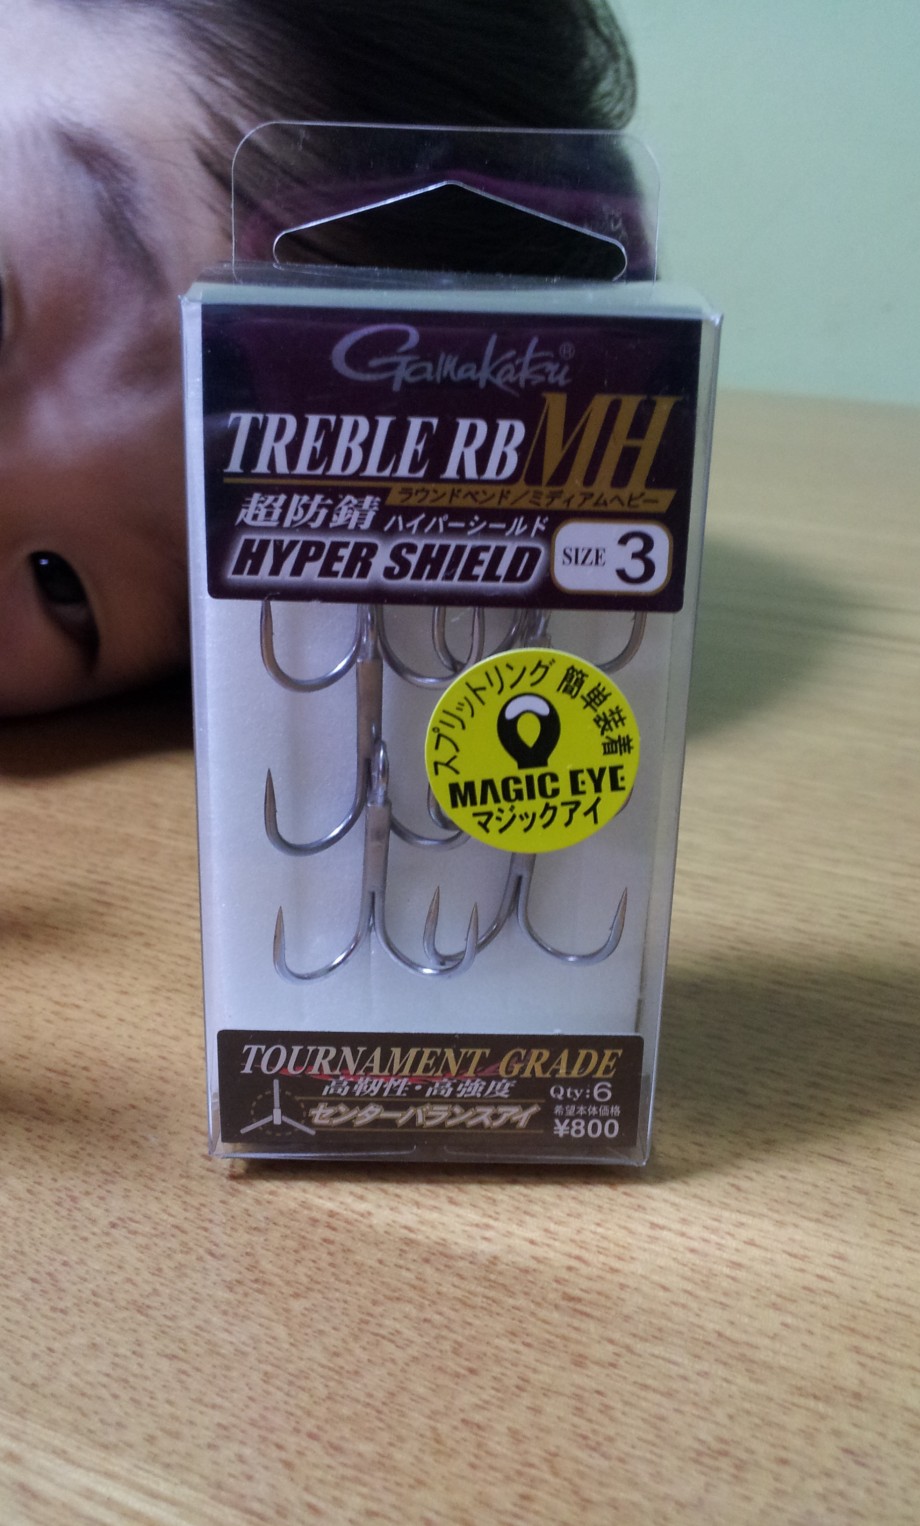 Gamakatsu®
TREBLE RB MH
ラウンドベンド/ミディアムヘビー
超防錆 ハイパーシールド
HYPER SHIELD
SIZE 3
スプリットリング 簡単装着
MAGIC EYE
マジックアイ
TOURNAMENT GRADE
高靱性・高強度
センターバランスアイ
Qty:6
希望本体価格
¥800